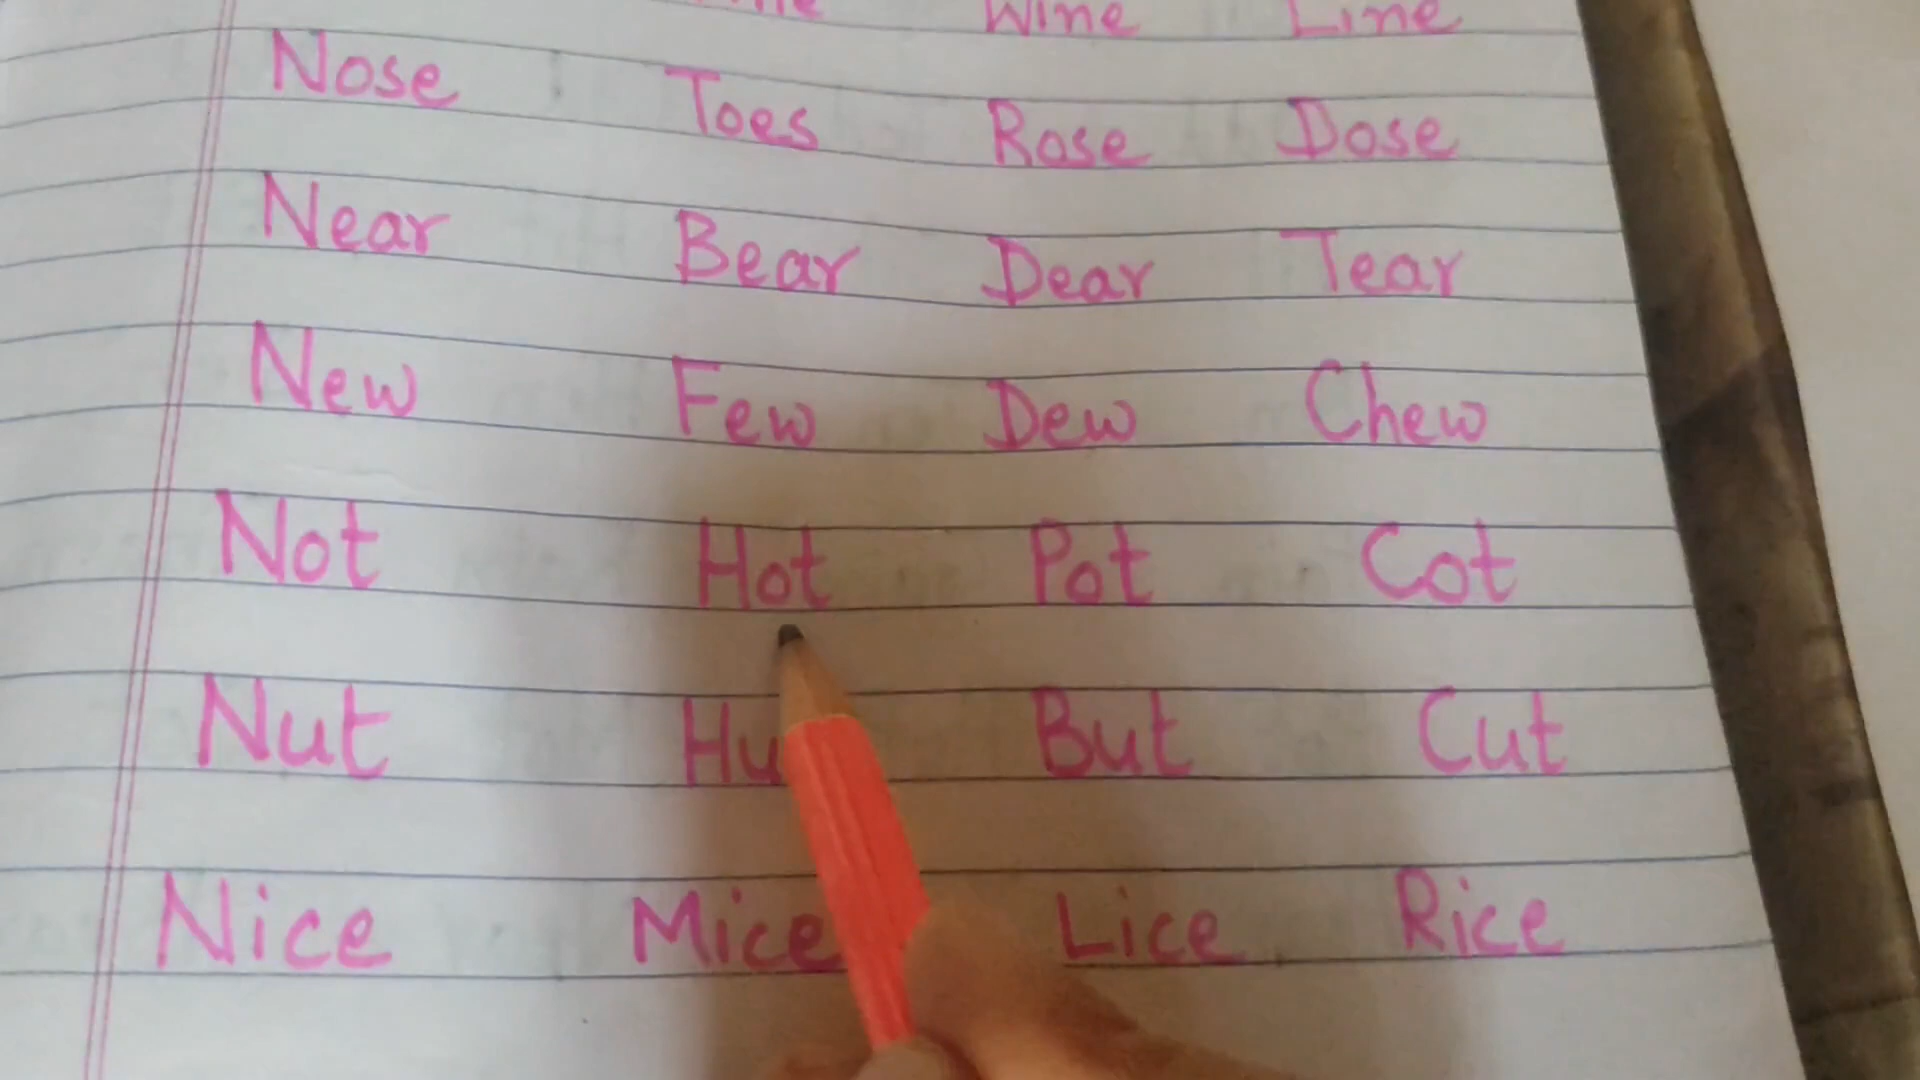 Wine Line
Nose Toes Rose Dose
Near Bear Dear Tear
New Few Dew Chew
Not Hot Pot Cot
Nut But Cut
Nice Mice Lice Rice